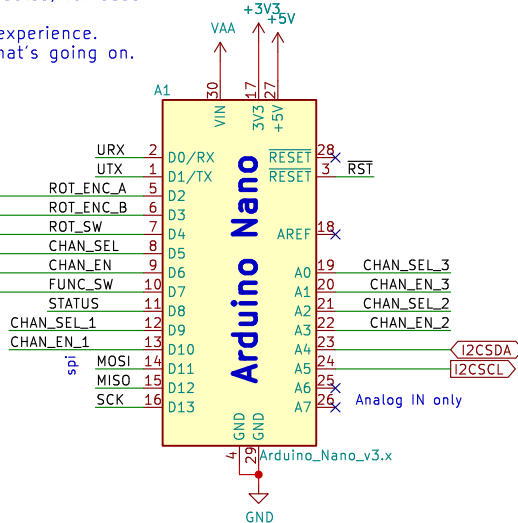 experience.
hat's going on.
+3V3
+5V
VAA
A1
30
17
27
VIN
3V3
+5V
URX 2 D0/RX
UTX 1 D1/TX
ROT_ENC_A 5 D2
ROT_ENC_B 6 D3
ROT_SW 7 D4
CHAN_SEL 8 D5
CHAN_EN 9 D6
FUNC_SW 10 D7
STATUS 11 D8
CHAN_SEL_1 12 D9
CHAN_EN_1 13 D10
spi
MOSI 14 D11
MISO 15 D12
SCK 16 D13
Arduino Nano
RESET 28
RESET 3 RST
AREF 18
A0 19 CHAN_SEL_3
A1 20 CHAN_EN_3
A2 21 CHAN_SEL_2
A3 22 CHAN_EN_2
A4 23 I2CSDA
A5 24 I2CSCL
A6 25
A7 26
Analog IN only
GND
GND
4
29
Arduino_Nano_v3.x
GND